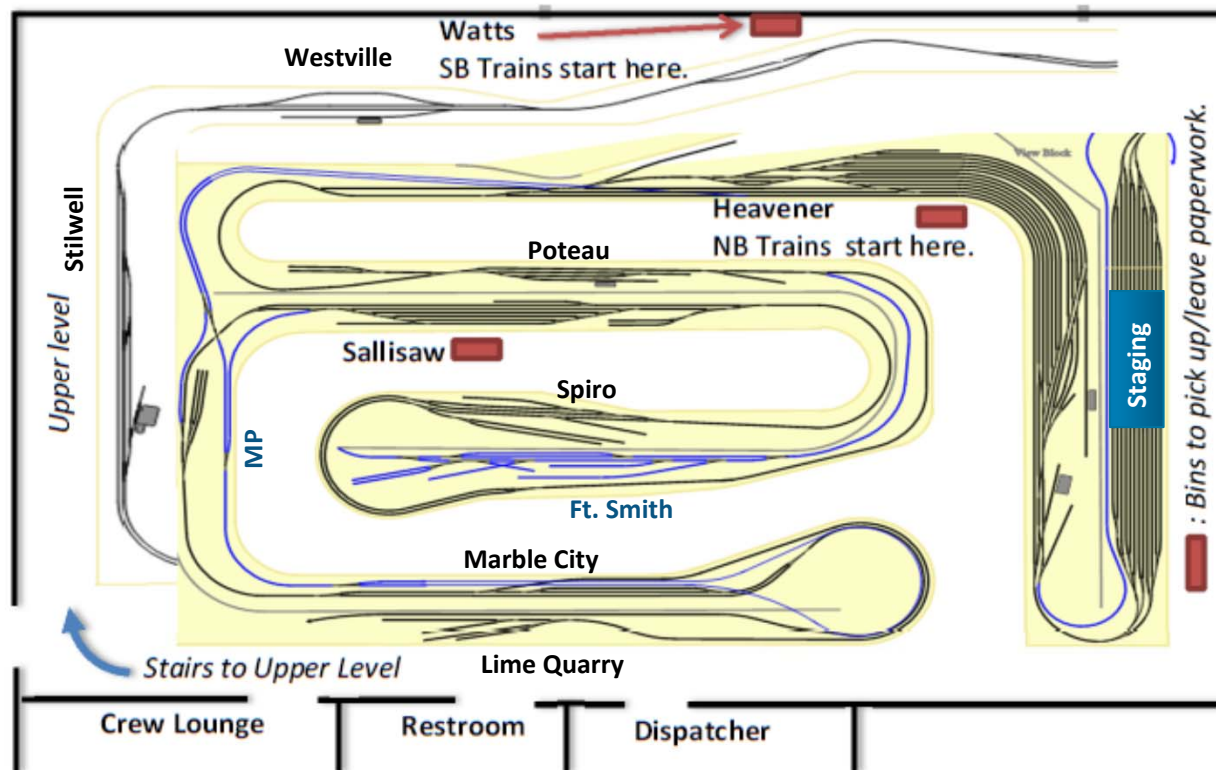 Watts
SB Trains start here.
Westville
View Block
Stilwell
Upper level
Heavener
NB Trains start here.
Poteau
Sallisaw
Spiro
MP
Ft. Smith
Staging
: Bins to pick up/leave paperwork.
Marble City
Stairs to Upper Level
Lime Quarry
Crew Lounge
Restroom
Dispatcher